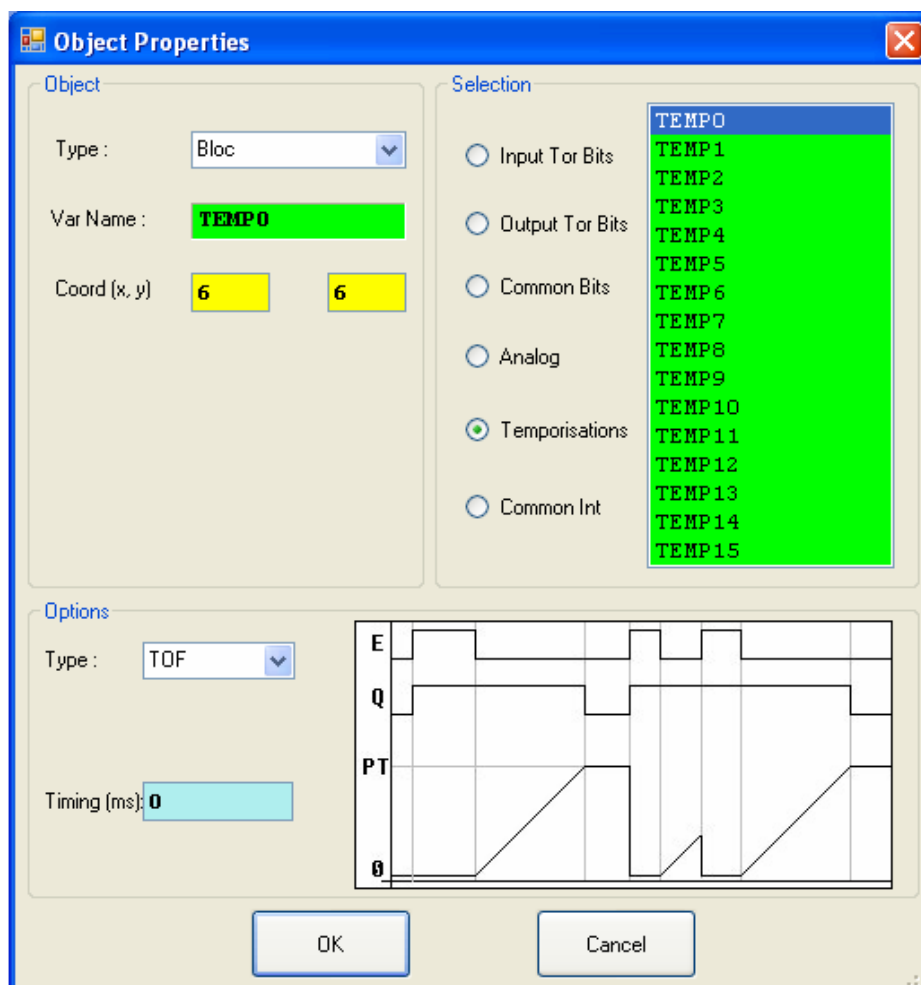 Object Properties
Object
Type :
Bloc
Var Name :
TEMP0
Coord (x, y)
6
6
Selection
Input Tor Bits
Output Tor Bits
Common Bits
Analog
Temporisations
Common Int
TEMP0
TEMP1
TEMP2
TEMP3
TEMP4
TEMP5
TEMP6
TEMP7
TEMP8
TEMP9
TEMP10
TEMP11
TEMP12
TEMP13
TEMP14
TEMP15
Options
Type :
TOF
Timing (ms):
0
E
Q
PT
0
OK
Cancel